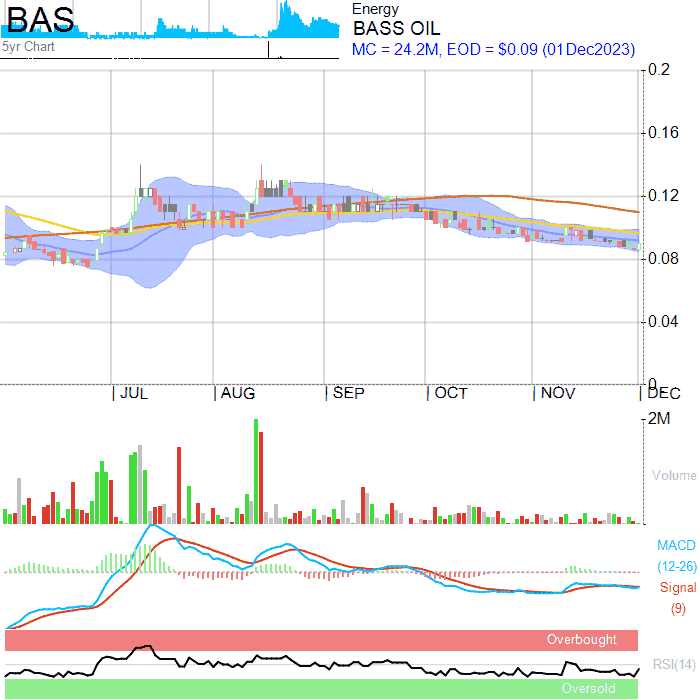 BAS
Energy
BASS OIL
5yr Chart
MC = 24.2M, EOD = $0.09 (01Dec2023)
0.2
0.16
0.12
0.08
0.04
0
JUL AUG SEP OCT NOV DEC
2M
Volume
MACD
(12-26)
Signal
(9)
Overbought
RSI(14)
Oversold